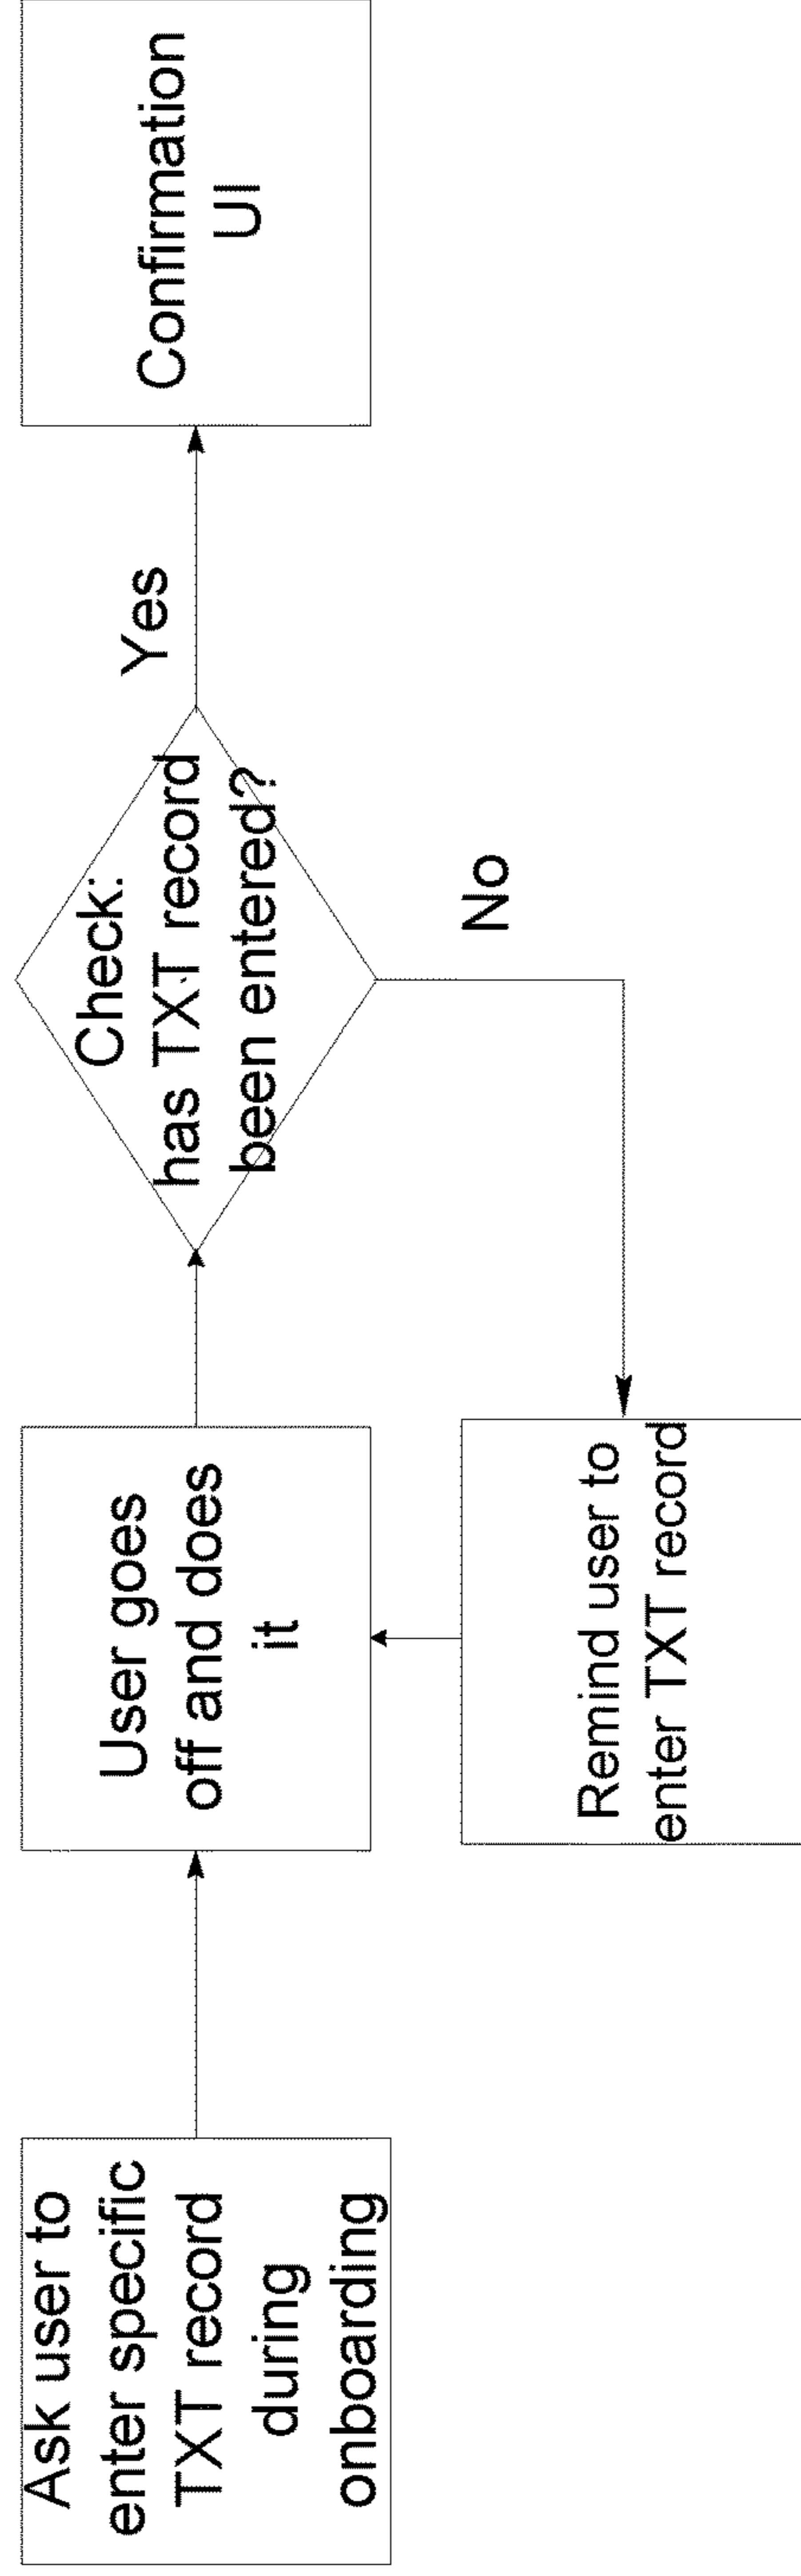 Ask user to
enter specific
TXT record
during
onboarding
User goes
off and does
it
Check:
has TXT record
been entered?
Yes
Confirmation
UI
No
Remind user to
enter TXT record